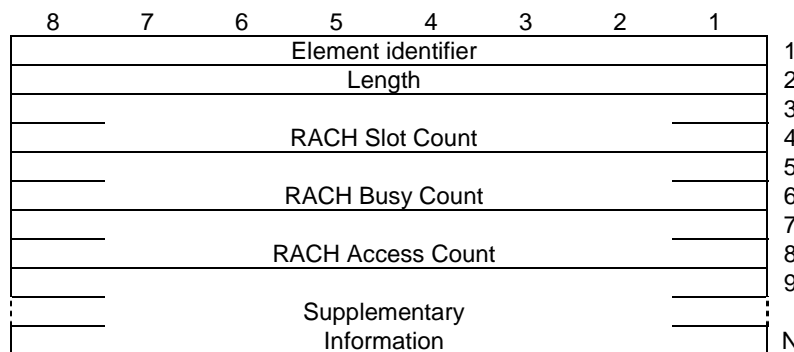 8 7 6 5 4 3 2 1
Element identifier 1
Length 2
3
RACH Slot Count 4
5
RACH Busy Count 6
7
RACH Access Count 8
9
Supplementary
Information N